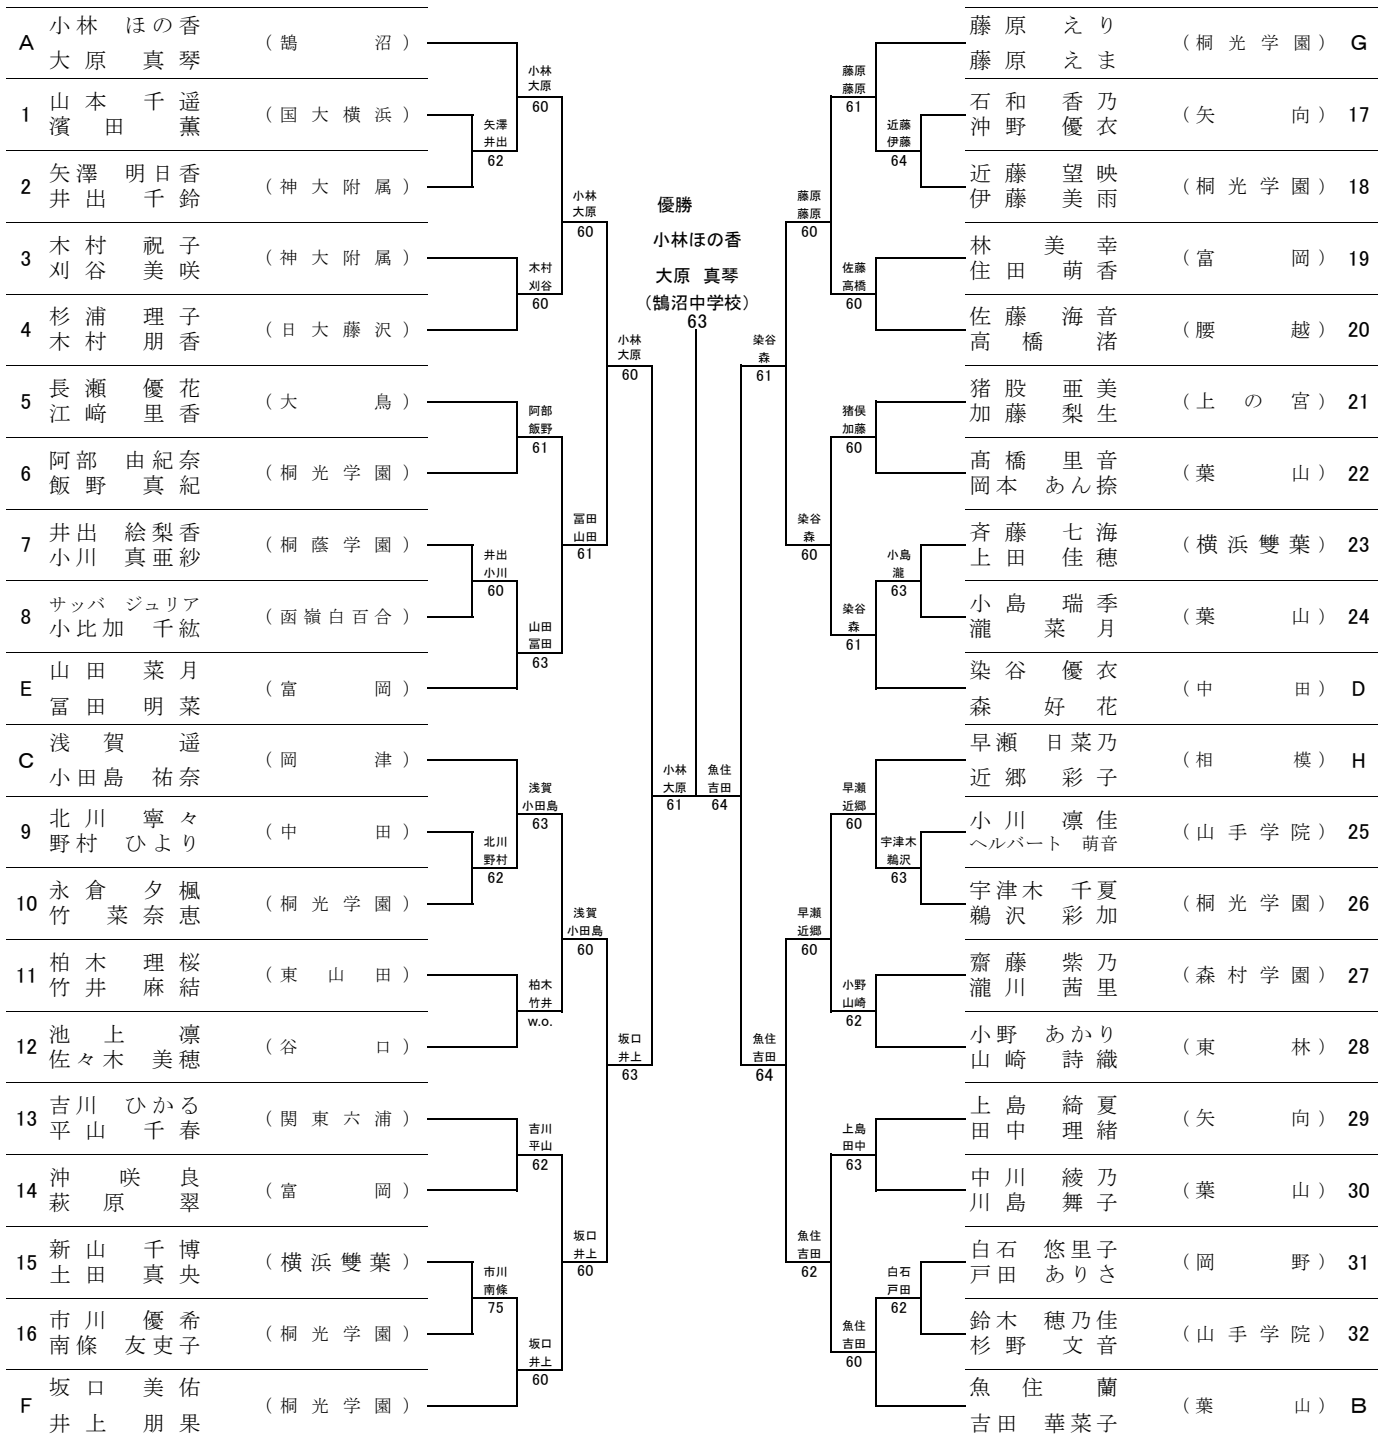 A 小林 ほの香 大原 真琴 (鵠沼)
1 山本 千遥 濱田 薫 (国大横浜)
2 矢澤 明日香 井出 千鈴 (神大附属)
3 木村 祝子 刈谷 美咲 (神大附属)
4 杉浦 理子 木村 朋香 (日大藤沢)
5 長瀬 優花 江﨑 里香 (大鳥)
6 阿部 由紀奈 飯野 真紀 (桐光学園)
7 井出 絵梨香 小川 真亜紗 (桐蔭学園)
8 サッバ ジュリア 小比加 千紘 (函嶺白百合)
E 山田 菜月 冨田 明菜 (富岡)
C 浅賀 遥 小田島 祐奈 (岡津)
9 北川 寧々 野村 ひより (中田)
10 永倉 夕楓 竹 菜奈恵 (桐光学園)
11 柏木 理桜 竹井 麻結 (東山田)
12 池上 凛 佐々木 美穂 (谷口)
13 吉川 ひかる 平山 千春 (関東六浦)
14 沖 咲良 萩原 翠 (富岡)
15 新山 千博 土田 真央 (横浜雙葉)
16 市川 優希 南條 友吏子 (桐光学園)
F 坂口 美佑 井上 朋果 (桐光学園)
矢澤 井出 62
井出 小川 60
北川 野村 62
市川 南條 75
小林 大原 60
木村 刈谷 60
阿部 飯野 61
山田 冨田 63
浅賀 小田島 63
柏木 竹井 w.o.
吉川 平山 62
坂口 井上 60
小林 大原 60
冨田 山田 61
浅賀 小田島 60
坂口 井上 60
小林 大原 60
坂口 井上 63
小林 大原 61
優勝
小林ほの香
大原 真琴
(鵠沼中学校)
63
魚住 吉田 64
染谷 森 61
魚住 吉田 64
藤原 藤原 60
染谷 森 60
早瀬 近郷 60
魚住 吉田 62
藤原 藤原 61
佐藤 高橋 60
猪俣 加藤 60
染谷 森 61
早瀬 近郷 60
小野 山崎 62
上島 田中 63
魚住 吉田 60
近藤 伊藤 64
小島 瀧 63
宇津木 鵜沢 63
白石 戸田 62
藤原 えり 藤原 えま (桐光学園) G
石和 香乃 沖野 優衣 (矢向) 17
近藤 望映 伊藤 美雨 (桐光学園) 18
林 美幸 住田 萌香 (富岡) 19
佐藤 海音 高橋 渚 (腰越) 20
猪股 亜美 加藤 梨生 (上の宮) 21
髙橋 里音 岡本 あん捺 (葉山) 22
斉藤 七海 上田 佳穂 (横浜雙葉) 23
小島 瑞季 瀧 菜月 (葉山) 24
染谷 優衣 森 好花 (中田) D
早瀬 日菜乃 近郷 彩子 (相模) H
小川 凛佳 ヘルバート 萌音 (山手学院) 25
宇津木 千夏 鵜沢 彩加 (桐光学園) 26
齋藤 紫乃 瀧川 茜里 (森村学園) 27
小野 あかり 山崎 詩織 (東林) 28
上島 綺夏 田中 理緒 (矢向) 29
中川 綾乃 川島 舞子 (葉山) 30
白石 悠里子 戸田 ありさ (岡野) 31
鈴木 穂乃佳 杉野 文音 (山手学院) 32
魚住 蘭 吉田 華菜子 (葉山) B